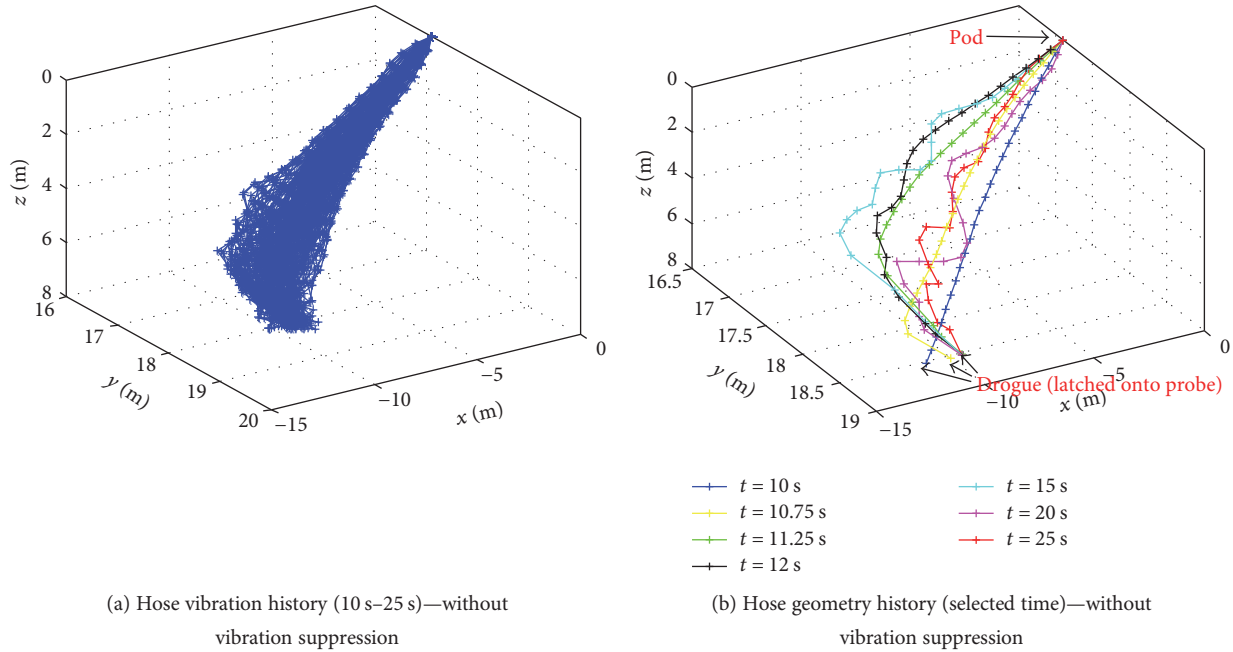 0
2
4
6
8
z (m)
16
17
18
19
20
y (m)
−15
−10
−5
0
x (m)
Pod
0
2
4
6
8
z (m)
16.5
17
17.5
18
18.5
19
y (m)
−15
−10
−5
0
x (m)
Drogue (latched onto probe)
t = 10 s
t = 10.75 s
t = 11.25 s
t = 12 s
t = 15 s
t = 20 s
t = 25 s
(a) Hose vibration history (10 s–25 s)—without
vibration suppression
(b) Hose geometry history (selected time)—without
vibration suppression